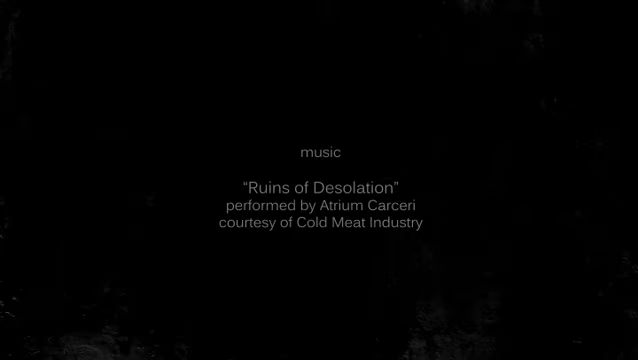 music
“Ruins of Desolation”
performed by Atrium Carceri
courtesy of Cold Meat Industry